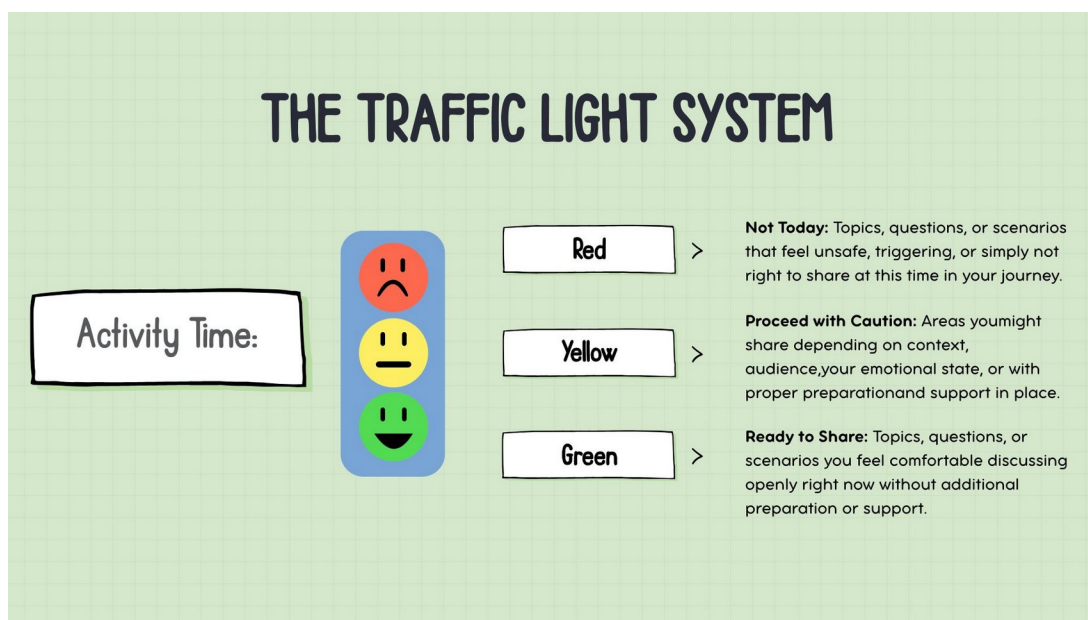 THE TRAFFIC LIGHT SYSTEM
Activity Time:
Red
>
Not Today: Topics, questions, or scenarios
that feel unsafe, triggering, or simply not
right to share at this time in your journey.
Yellow
>
Proceed with Caution: Areas youmight
share depending on context,
audience,your emotional state, or with
proper preparationand support in place.
Green
>
Ready to Share: Topics, questions, or
scenarios you feel comfortable discussing
openly right now without additional
preparation or support.